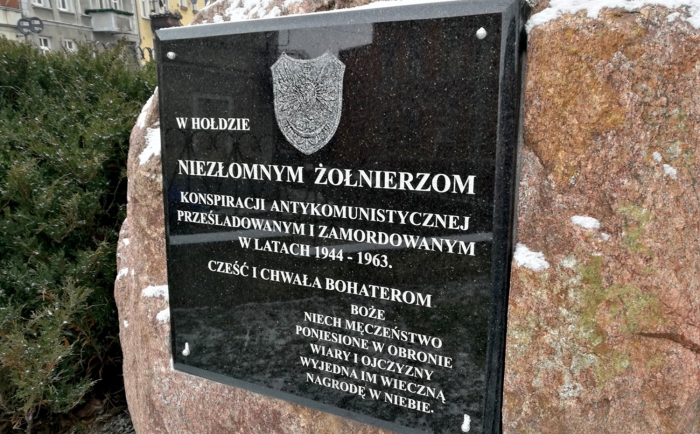 W HOŁDZIE
NIEZŁOMNYM ŻOŁNIERZOM
KONSPIRACJI ANTYKOMUNISTYCZNEJ
PRZEŚLADOWANYM I ZAMORDOWANYM
W LATACH 1944 - 1963.
CZEŚĆ I CHWAŁA BOHATEROM
BOŻE
NIECH MĘCZEŃSTWO
PONIESIONE W OBRONIE
WIARY I OJCZYZNY
WYJEDNA IM WIECZNĄ
NAGRODĘ W NIEBIE.